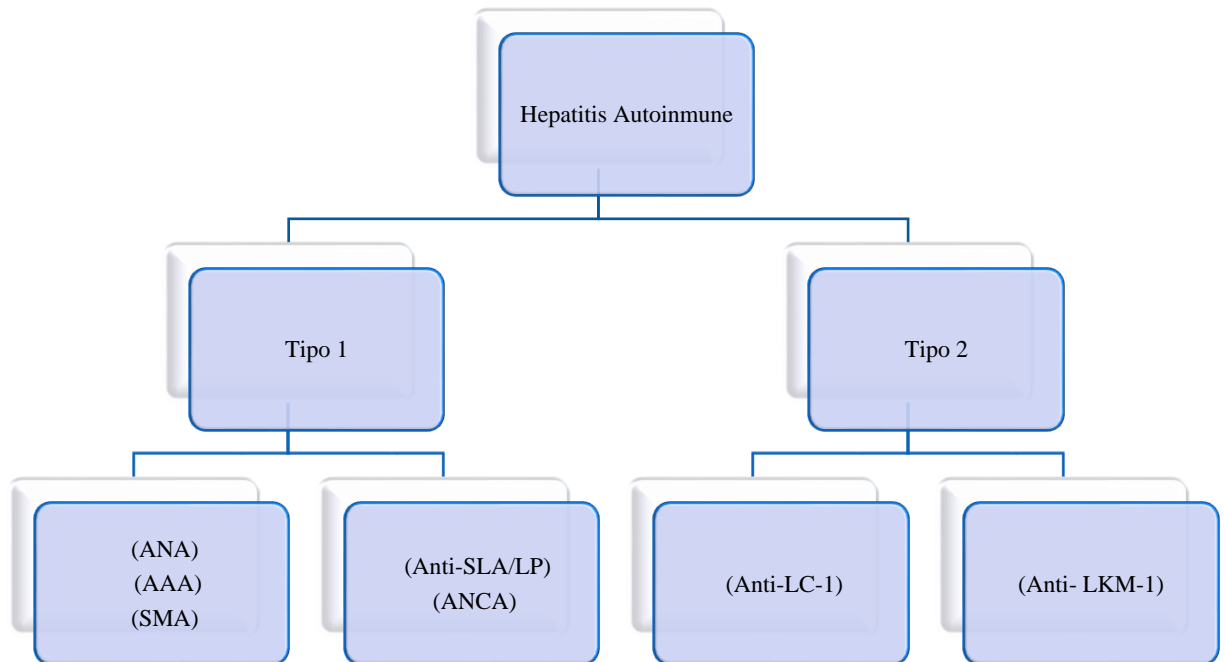 Hepatitis Autoinmune
Tipo 1
Tipo 2
(ANA)
(AAA)
(SMA)
(Anti-SLA/LP)
(ANCA)
(Anti-LC-1)
(Anti- LKM-1)